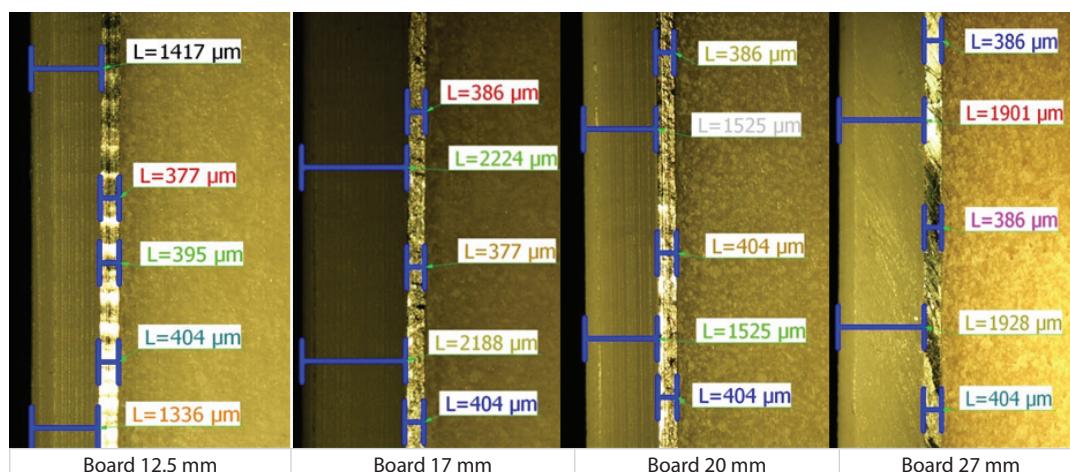 L=1417 µm
L=377 µm
L=395 µm
L=404 µm
L=1336 µm
Board 12.5 mm
L=386 µm
L=2224 µm
L=377 µm
L=2188 µm
L=404 µm
Board 17 mm
L=386 µm
L=1525 µm
L=404 µm
L=1525 µm
L=404 µm
Board 20 mm
L=386 µm
L=1901 µm
L=386 µm
L=1928 µm
L=404 µm
Board 27 mm